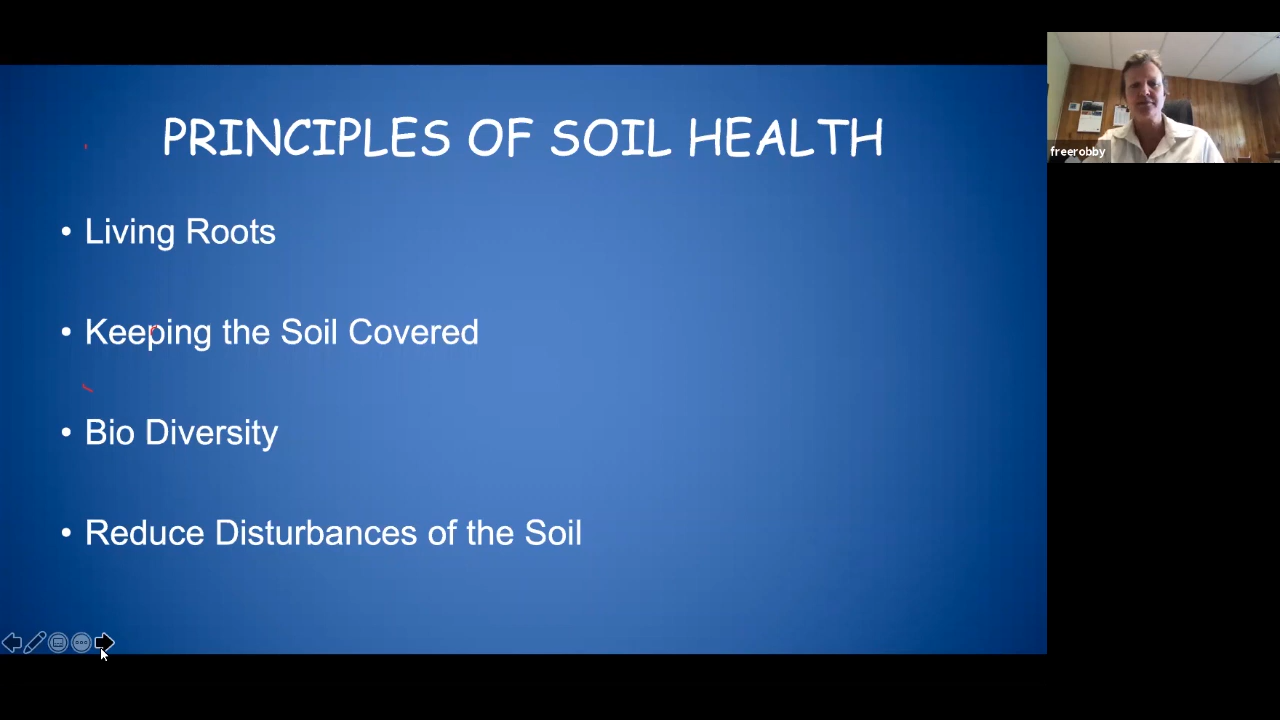 PRINCIPLES OF SOIL HEALTH
• Living Roots
• Keeping the Soil Covered
• Bio Diversity
• Reduce Disturbances of the Soil
freerobby